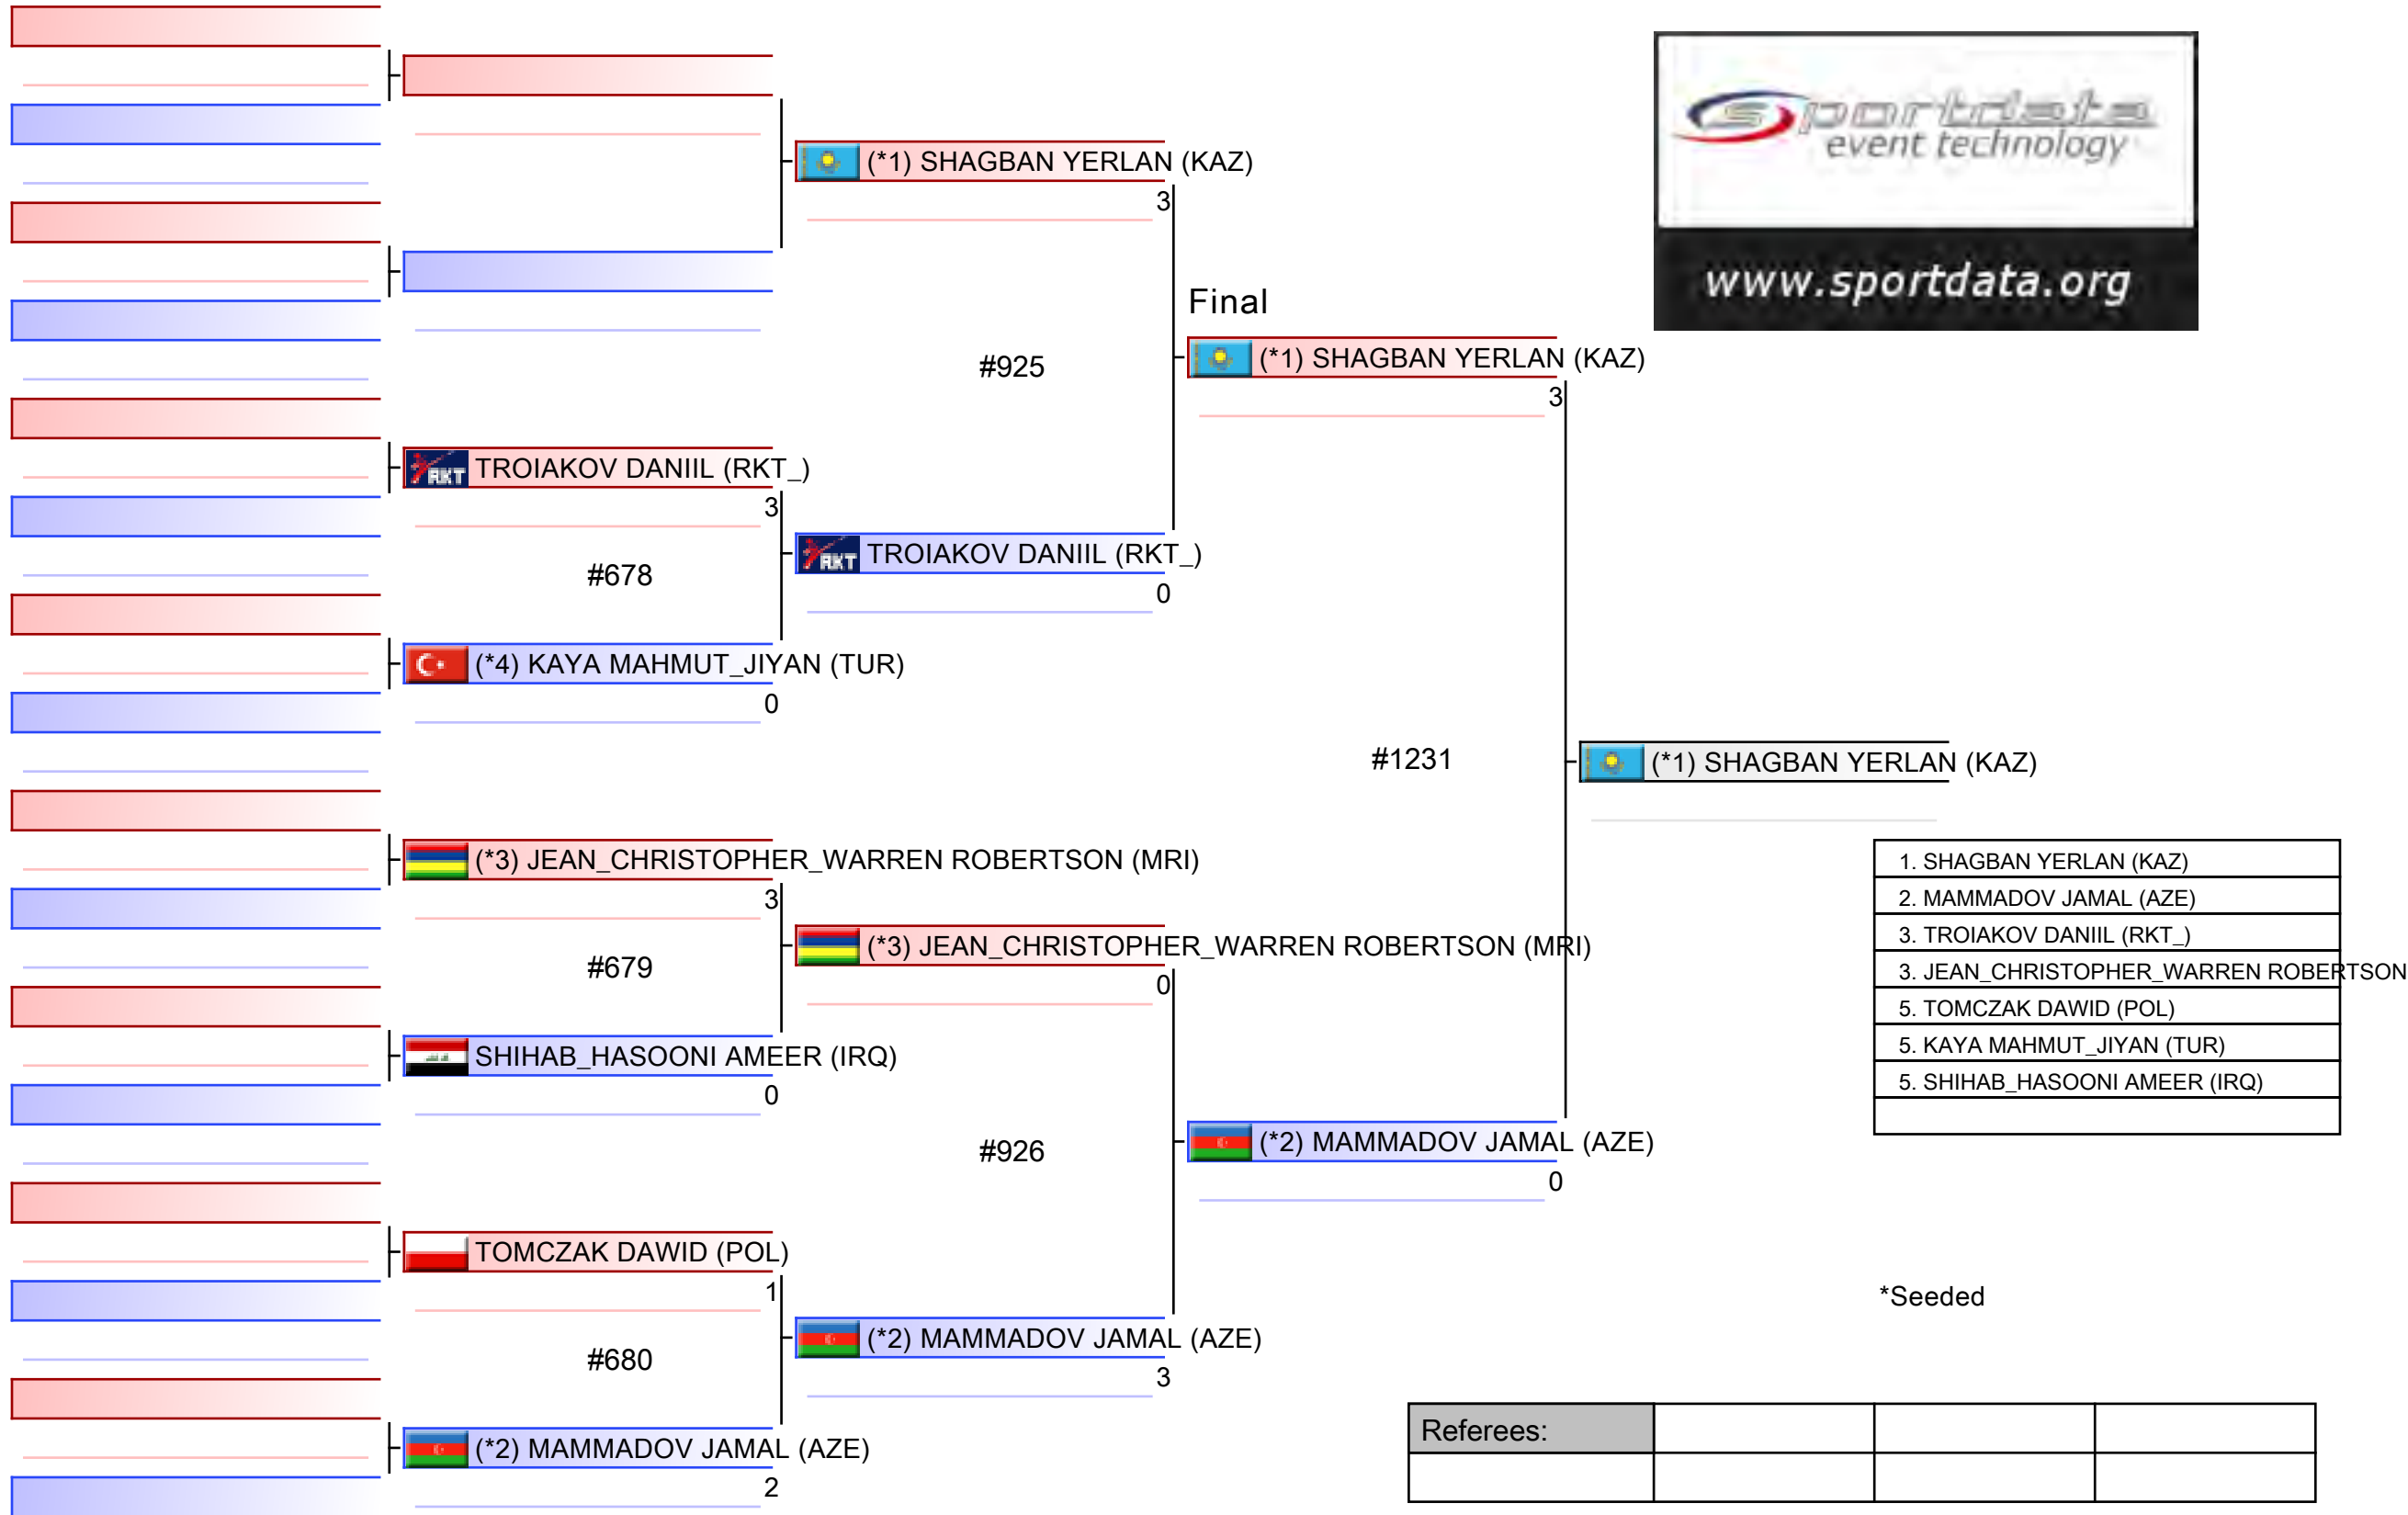 sportdata
event technology
www.sportdata.org
(*1) SHAGBAN YERLAN (KAZ)
3
Final
#925
(*1) SHAGBAN YERLAN (KAZ)
3
RKT
TROIAKOV DANIIL (RKT_)
3
#678
RKT
TROIAKOV DANIIL (RKT_)
0
(*4) KAYA MAHMUT_JIYAN (TUR)
0
#1231
(*1) SHAGBAN YERLAN (KAZ)
(*3) JEAN_CHRISTOPHER_WARREN ROBERTSON (MRI)
3
#679
(*3) JEAN_CHRISTOPHER_WARREN ROBERTSON (MRI)
0
SHIHAB_HASOONI AMEER (IRQ)
0
#926
(*2) MAMMADOV JAMAL (AZE)
0
TOMCZAK DAWID (POL)
1
#680
(*2) MAMMADOV JAMAL (AZE)
3
(*2) MAMMADOV JAMAL (AZE)
2
1. SHAGBAN YERLAN (KAZ)
2. MAMMADOV JAMAL (AZE)
3. TROIAKOV DANIIL (RKT_)
3. JEAN_CHRISTOPHER_WARREN ROBERTSON
5. TOMCZAK DAWID (POL)
5. KAYA MAHMUT_JIYAN (TUR)
5. SHIHAB_HASOONI AMEER (IRQ)
*Seeded
Referees: